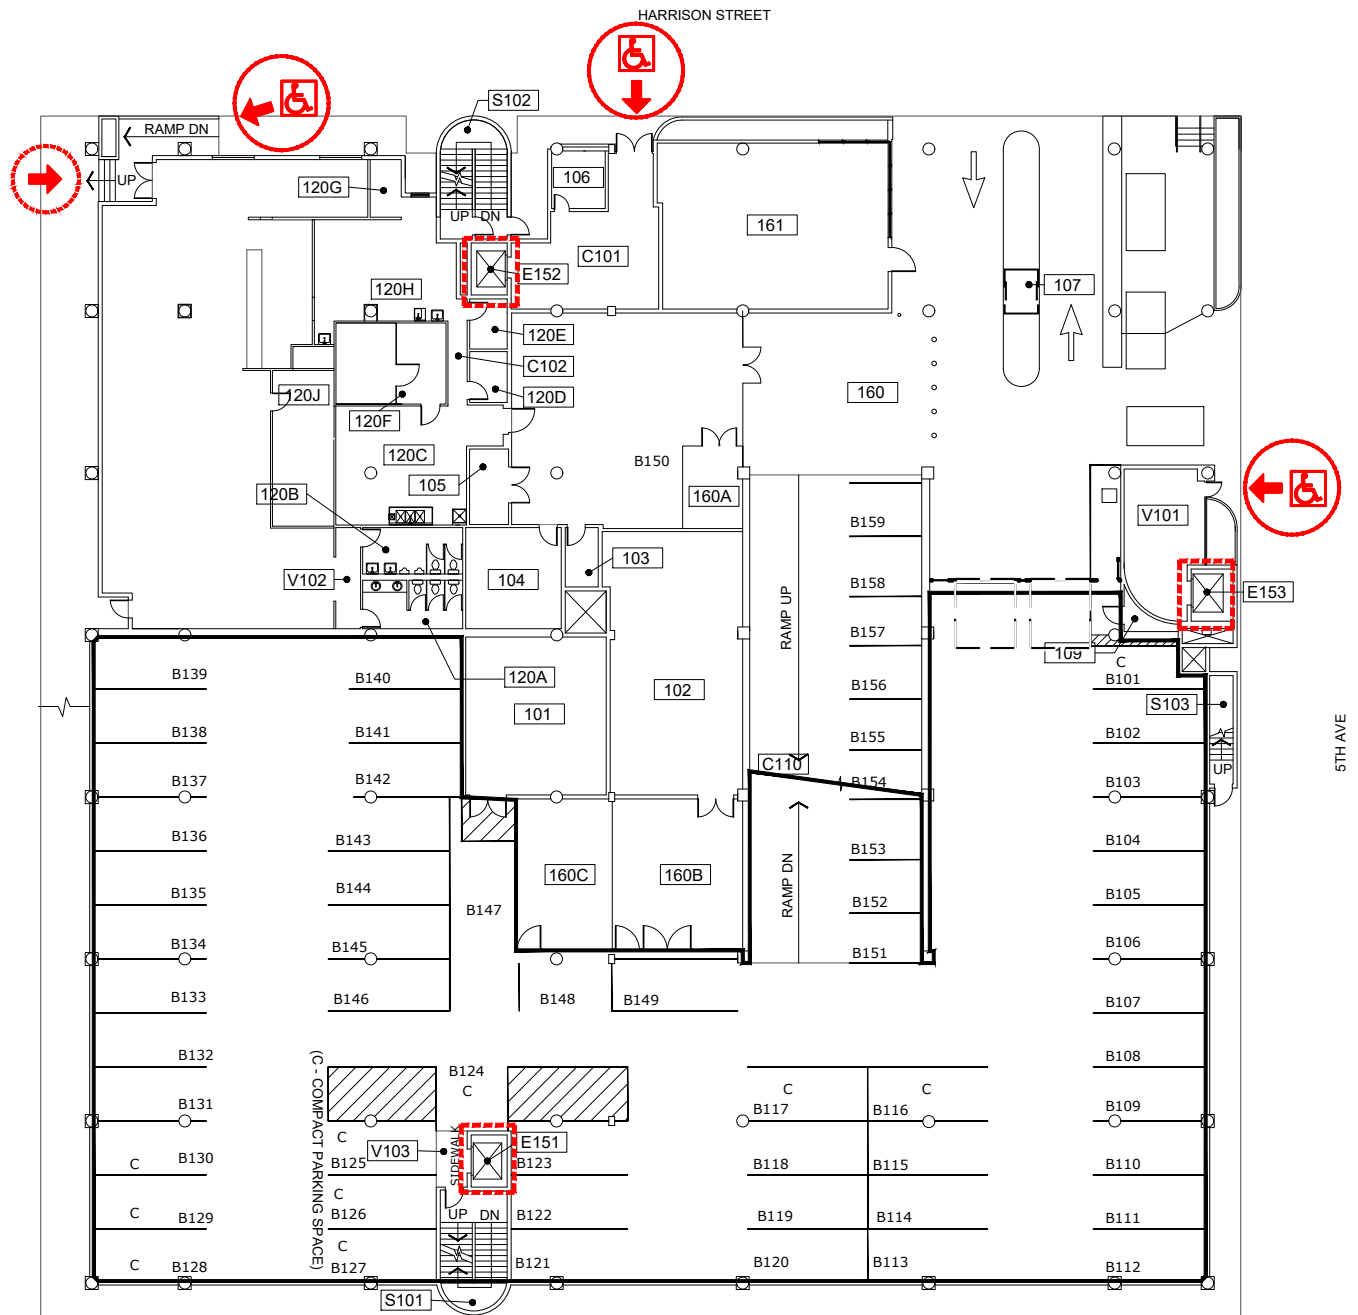 HARRISON STREET
S102
RAMP DN
UP
120G
106
UP DN
161
C101
E152
107
120H
120E
C102
120D
120J
160
120F
120C
B150
105
120B
160A
V101
B159
103
V102
104
B158
E153
RAMP UP
B157
109
C
120A
B139
B140
102
B156
B101
101
S103
B138
B141
B155
B102
5TH AVE
C110
UP
B137
B142
B154
B103
B136
B143
B104
B153
160C
160B
RAMP DN
B135
B144
B147
B152
B105
B134
B145
B151
B106
B133
B146
B148
B149
B107
B132
(C - COMPACT PARKING SPACE)
B124
C
B108
C
C
B131
B117
B116
B109
C
V103
SIDEWALK
E151
C
B130
B125
B123
B118
B115
B110
C
C
B129
B126
UP DN
B122
B119
B114
B111
C
C
B128
B127
B121
B120
B113
B112
S101